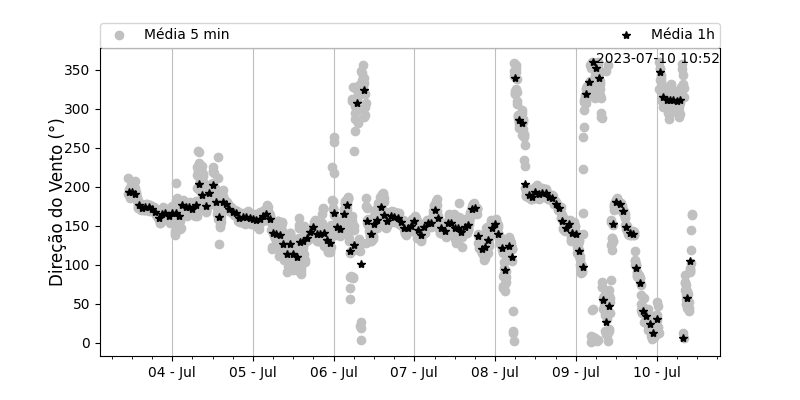 Média 5 min
Média 1h
2023-07-10 10:52
Direção do Vento (°)
350
300
250
200
150
100
50
0
04 - Jul
05 - Jul
06 - Jul
07 - Jul
08 - Jul
09 - Jul
10 - Jul